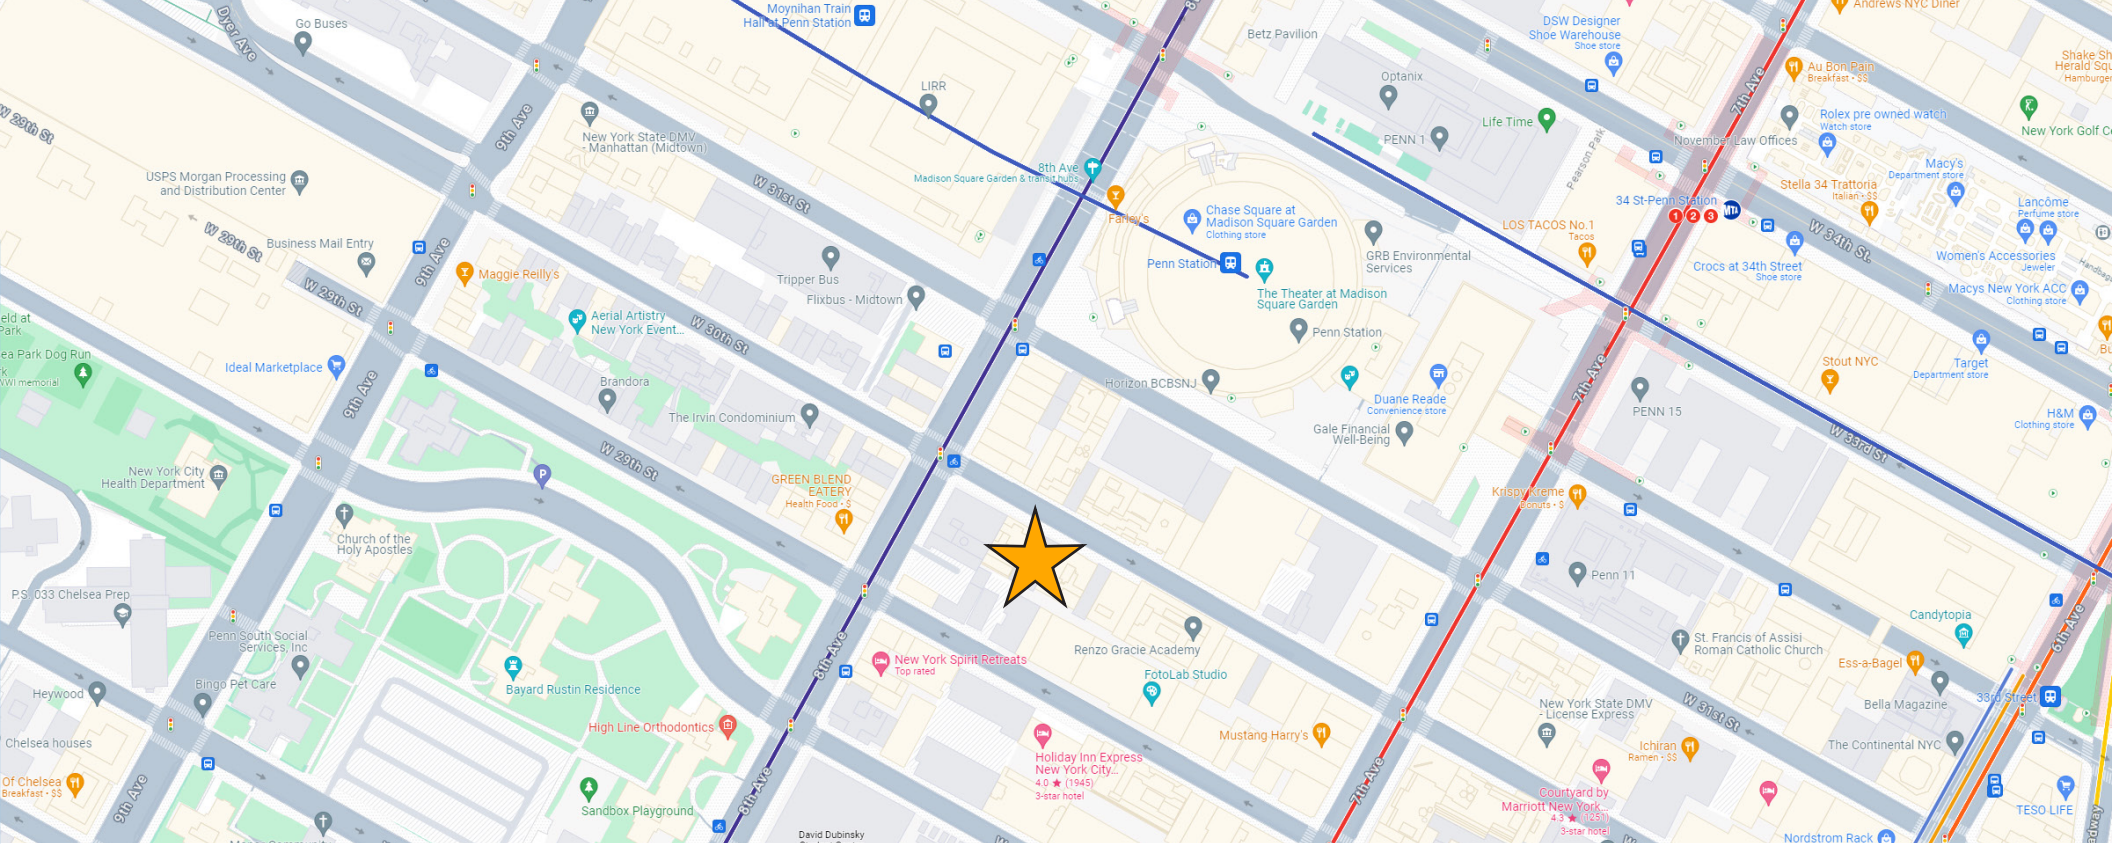 Go Buses
Dyer Ave
Moynihan Train
Hall at Penn Station
8th
Betz Pavilion
DSW Designer
Shoe Warehouse
Shoe store
Andrews NYC Diner
Au Bon Pain
Breakfast • $$
Shake Sh
Herald Squ
Hamburger
LIRR
Optanix
PENN 1
Life Time
7th Ave
Rolex pre owned watch
Watch store
New York Golf Ce
November Law Offices
Pearson Park
W 29th St
9th Ave
New York State DMV
- Manhattan (Midtown)
USPS Morgan Processing
and Distribution Center
8th Ave
Madison Square Garden & transit hubs
W 31st St
Farley's
Chase Square at
Madison Square Garden
Clothing store
Macy's
Department store
Stella 34 Trattoria
Italian • $$
34 St-Penn Station
1 2 3
MTA
Lancôme
Perfume store
LOS TACOS No.1
Tacos
W 34th St.
W 29th St
Business Mail Entry
9th Ave
Maggie Reilly's
Tripper Bus
Flixbus - Midtown
Penn Station
The Theater at Madison
Square Garden
GRB Environmental
Services
Crocs at 34th Street
Shoe store
Women's Accessories
Jeweler
Handbags
Macys New York ACC
Clothing store
W 29th St
Aerial Artistry
New York Event...
W 30th St
Penn Station
eld at
Park
ea Park Dog Run
WWI memorial
Ideal Marketplace
9th Ave
Brandora
The Irvin Condominium
Horizon BCBSNJ
Duane Reade
Convenience store
7th Ave
Stout NYC
Target
Department store
PENN 15
Gale Financial
Well-Being
H&M
Clothing store
W 33rd St
New York City
Health Department
P
W 29th St
GREEN BLEND
EATERY
Health Food • $
Krispy Kreme
Donuts • $
Church of the
Holy Apostles
P.S. 033 Chelsea Prep
Penn 11
Candytopia
6th Ave
Penn South Social
Services, Inc
8th Ave
New York Spirit Retreats
Top rated
Renzo Gracie Academy
FotoLab Studio
St. Francis of Assisi
Roman Catholic Church
Ess-a-Bagel
Heywood
Bingo Pet Care
Bayard Rustin Residence
High Line Orthodontics
Mustang Harry's
New York State DMV
- License Express
W 31st St
Bella Magazine
33rd Street
Chelsea houses
Holiday Inn Express
New York City...
4.0 ★ (1945)
3-star hotel
Ichiran
Ramen • $$
The Continental NYC
Of Chelsea
Breakfast • $$
9th Ave
8th Ave
Sandbox Playground
7th Ave
Courtyard by
Marriott New York...
4.3 ★ (1251)
3-star hotel
TESO LIFE
David Dubinsky
Nordstrom Rack